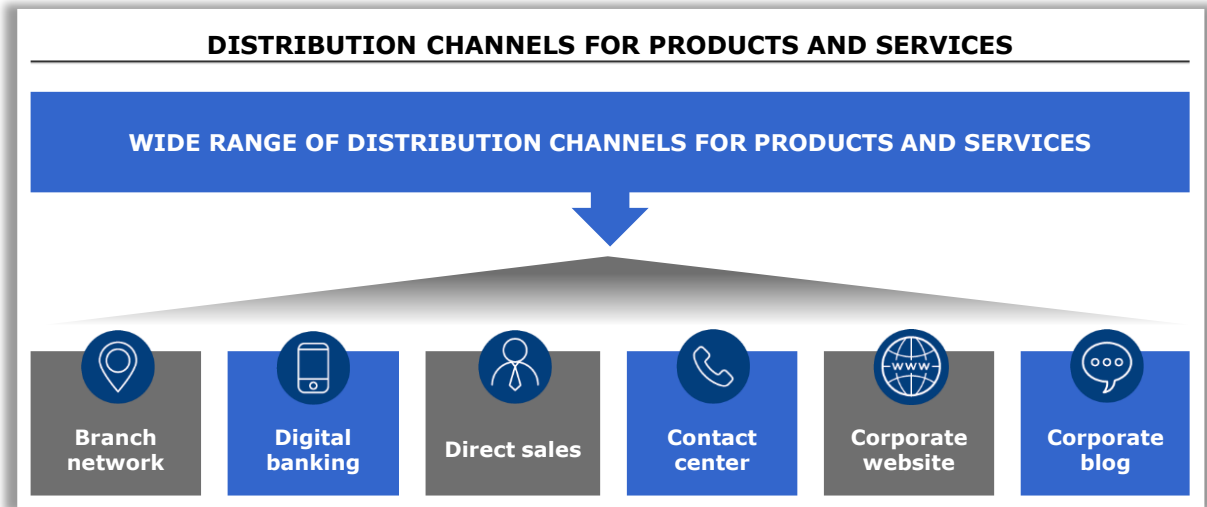 DISTRIBUTION CHANNELS FOR PRODUCTS AND SERVICES
WIDE RANGE OF DISTRIBUTION CHANNELS FOR PRODUCTS AND SERVICES
Branch
network
Digital
banking
Direct sales
Contact
center
www
Corporate
website
Corporate
blog